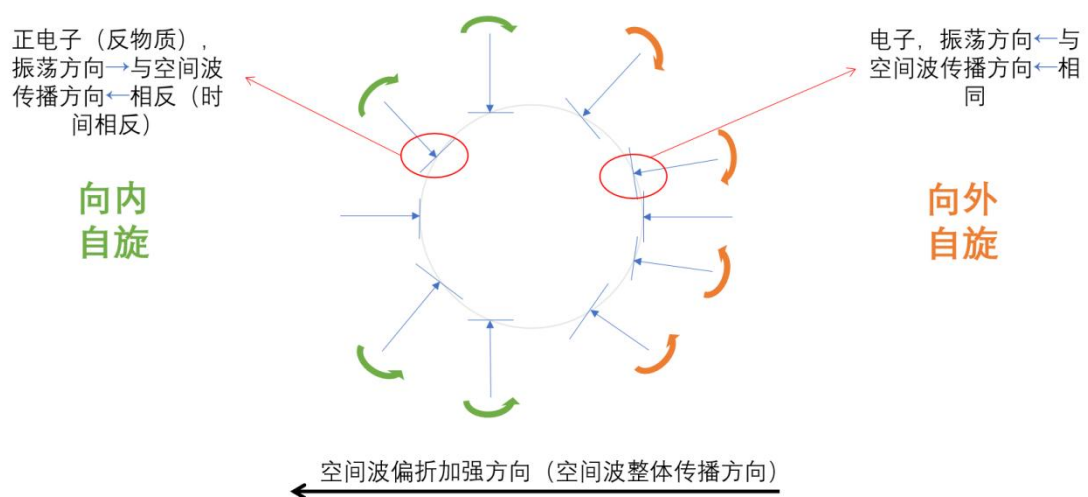 正电子（反物质），
振荡方向→与空间波
传播方向←相反（时
间相反）
电子，振荡方向←与
空间波传播方向←相
同
向内
自旋
向外
自旋
空间波偏折加强方向（空间波整体传播方向）